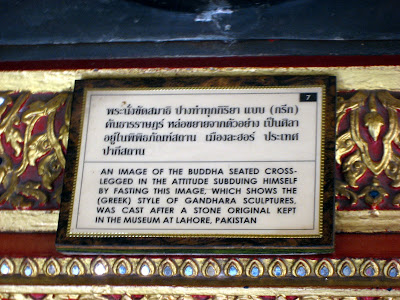 7
พระนั่งขัดสมาธิ ปางทำทุกกิริยา แบบ (กรีก)
คันธารราษฎร์ หล่อขยายจากตัวอย่าง เป็นศิลา
อยู่ในพิพิธภัณฑ์สถาน เมืองละฮอร์ ประเทศ
ปากีสถาน
AN IMAGE OF THE BUDDHA SEATED CROSS-
LEGGED IN THE ATTITUDE SUBDUING HIMSELF
BY FASTING THIS IMAGE, WHICH SHOWS THE
(GREEK) STYLE OF GANDHARA SCULPTURES,
WAS CAST AFTER A STONE ORIGINAL KEPT
IN THE MUSEUM AT LAHORE, PAKISTAN